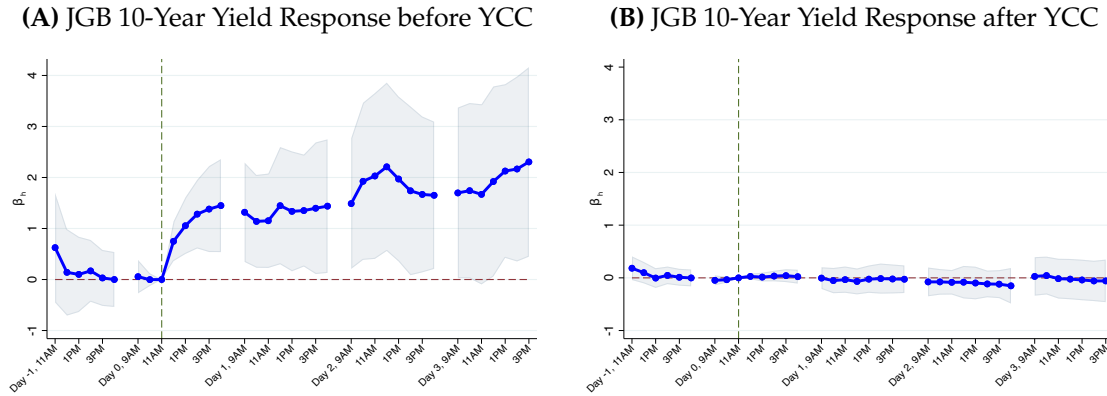 (A) JGB 10-Year Yield Response before YCC
4
3
2
1
0
-1
βh
Day -1, 11AM
1PM
3PM
Day 0, 9AM
11AM
1PM
3PM
Day 1, 9AM
11AM
1PM
3PM
Day 2, 9AM
11AM
1PM
3PM
Day 3, 9AM
11AM
1PM
3PM
(B) JGB 10-Year Yield Response after YCC
4
3
2
1
0
-1
βh
Day -1, 11AM
1PM
3PM
Day 0, 9AM
11AM
1PM
3PM
Day 1, 9AM
11AM
1PM
3PM
Day 2, 9AM
11AM
1PM
3PM
Day 3, 9AM
11AM
1PM
3PM